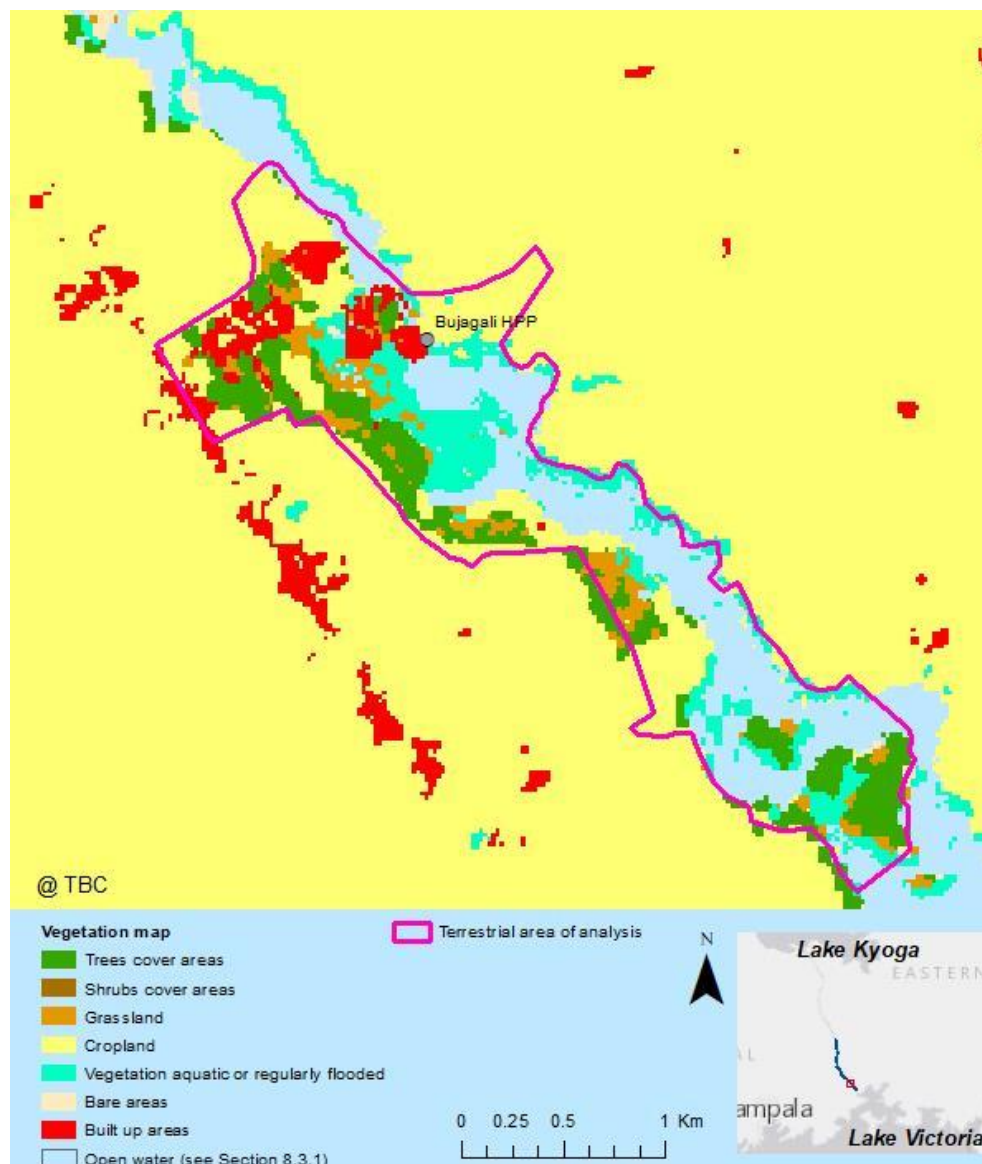 Bujagali HPP
@ TBC
Vegetation map
Trees cover areas
Shrubs cover areas
Grassland
Cropland
Vegetation aquatic or regularly flooded
Bare areas
Built up areas
Open water (see Section 8.3.1)
Terrestrial area of analysis
N
0 0.25 0.5 1 Km
Lake Kyoga
EASTERN
AL
ampala
Lake Victoria